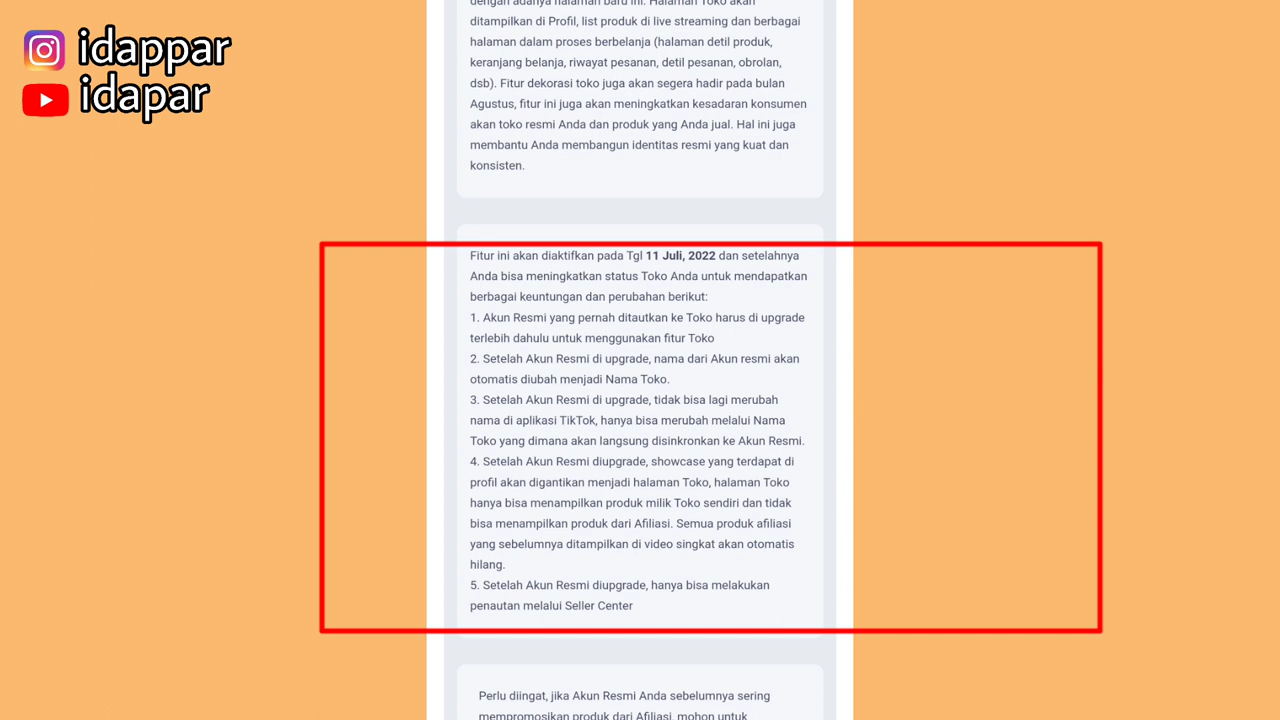 idappar
idapar
dengan adanya halaman baru ini. Halaman Toko akan
ditampilkan di Profil, list produk di live streaming dan berbagai
halaman dalam proses berbelanja (halaman detil produk,
keranjang belanja, riwayat pesanan, detil pesanan, obrolan,
dsb). Fitur dekorasi toko juga akan segera hadir pada bulan
Agustus, fitur ini juga akan meningkatkan kesadaran konsumen
akan toko resmi Anda dan produk yang Anda jual. Hal ini juga
membantu Anda membangun identitas resmi yang kuat dan
konsisten.
Fitur ini akan diaktifkan pada Tgl 11 Juli, 2022 dan setelahnya
Anda bisa meningkatkan status Toko Anda untuk mendapatkan
berbagai keuntungan dan perubahan berikut:
1. Akun Resmi yang pernah ditautkan ke Toko harus di upgrade
terlebih dahulu untuk menggunakan fitur Toko
2. Setelah Akun Resmi di upgrade, nama dari Akun resmi akan
otomatis diubah menjadi Nama Toko.
3. Setelah Akun Resmi di upgrade, tidak bisa lagi merubah
nama di aplikasi TikTok, hanya bisa merubah melalui Nama
Toko yang dimana akan langsung disinkronkan ke Akun Resmi.
4. Setelah Akun Resmi diupgrade, showcase yang terdapat di
profil akan digantikan menjadi halaman Toko, halaman Toko
hanya bisa menampilkan produk milik Toko sendiri dan tidak
bisa menampilkan produk dari Afiliasi. Semua produk afiliasi
yang sebelumnya ditampilkan di video singkat akan otomatis
hilang.
5. Setelah Akun Resmi diupgrade, hanya bisa melakukan
penautan melalui Seller Center
Perlu diingat, jika Akun Resmi Anda sebelumnya sering
mempromosikan produk dari Afiliasi, mohon untuk